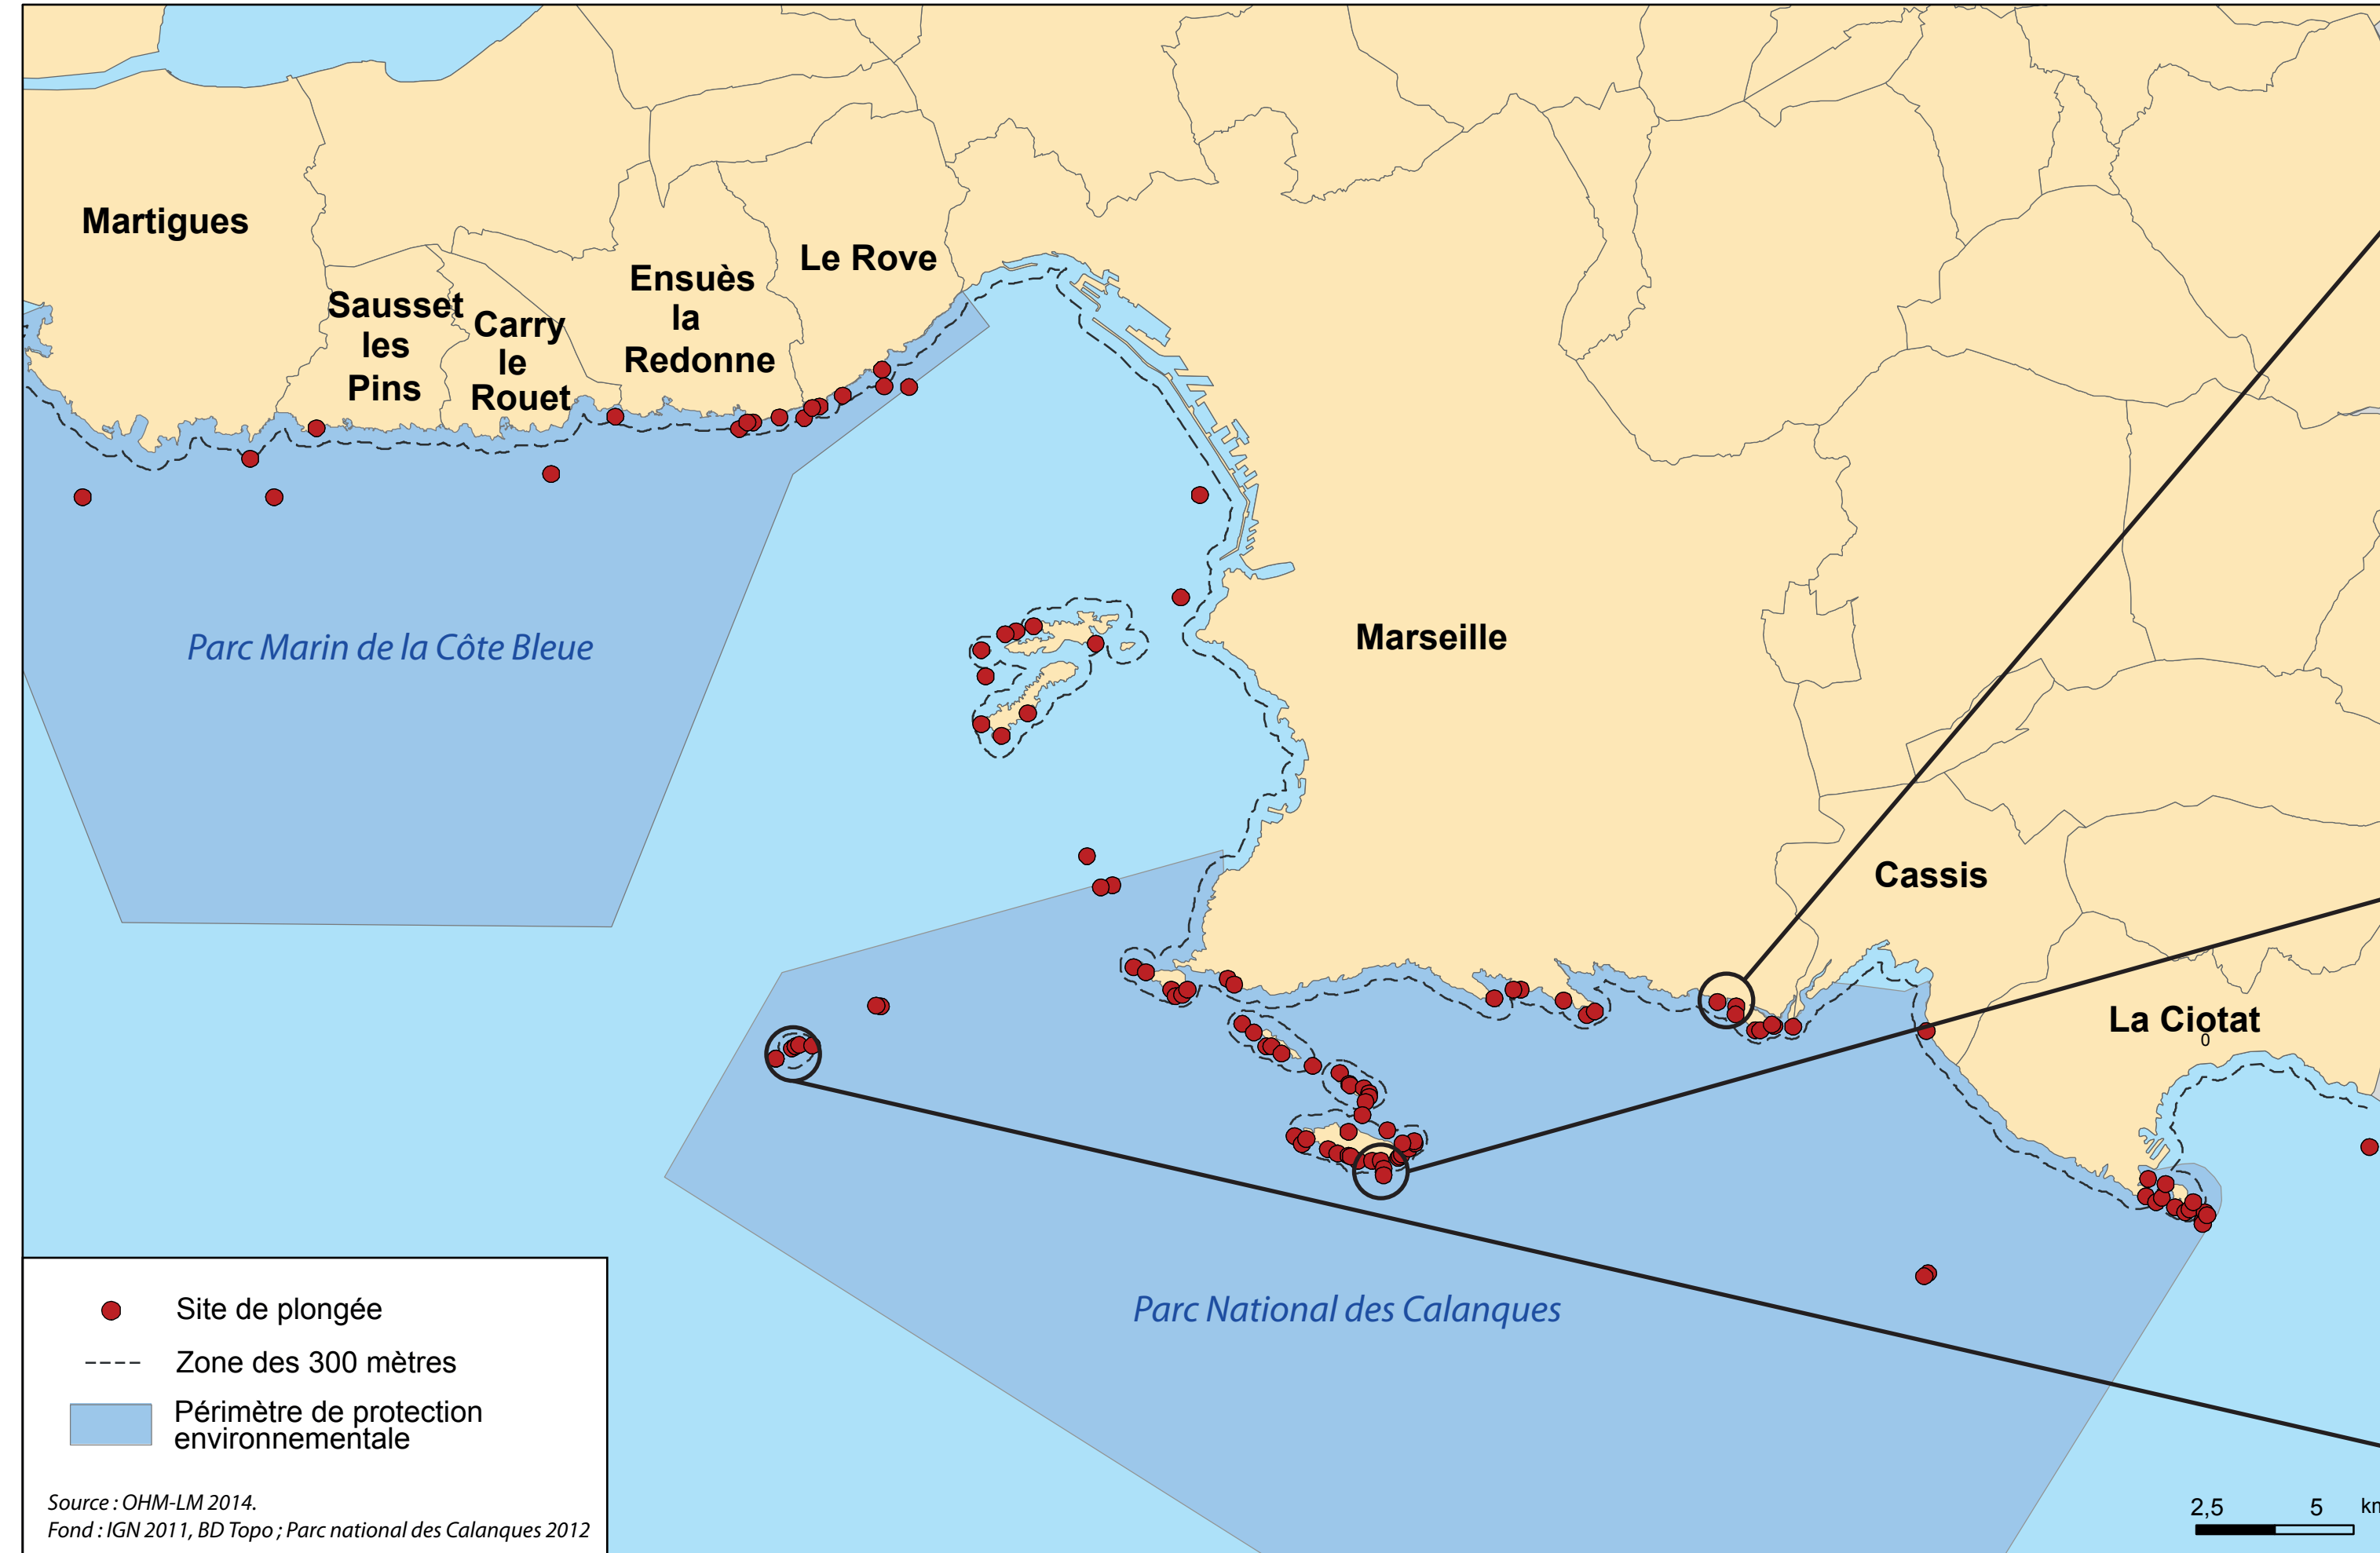 Martigues
Sausset
les
Pins
Carry
le
Rouet
Ensuès
la
Redonne
Le Rove
Marseille
Parc Marin de la Côte Bleue
Cassis
La Ciotat
0
Parc National des Calanques
Site de plongée
Zone des 300 mètres
Périmètre de protection
environnementale
Source : OHM-LM 2014.
Fond : IGN 2011, BD Topo ; Parc national des Calanques 2012
2,5 5 km